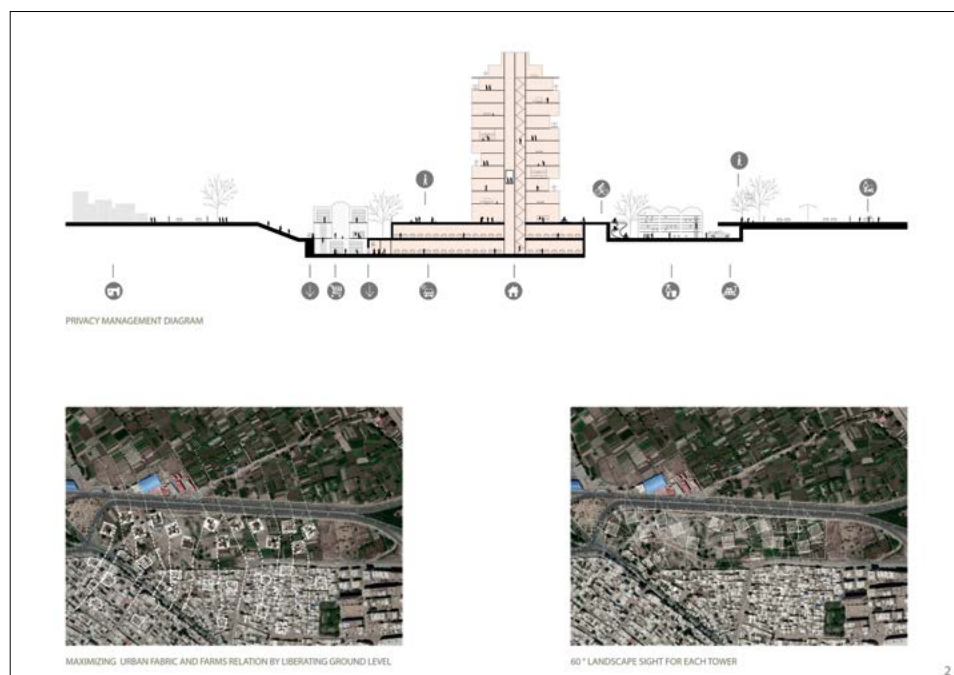 PRIVACY MANAGEMENT DIAGRAM
MAXIMIZING URBAN FABRIC AND FARMS RELATION BY LIBERATING GROUND LEVEL
60 ° LANDSCAPE SIGHT FOR EACH TOWER
2